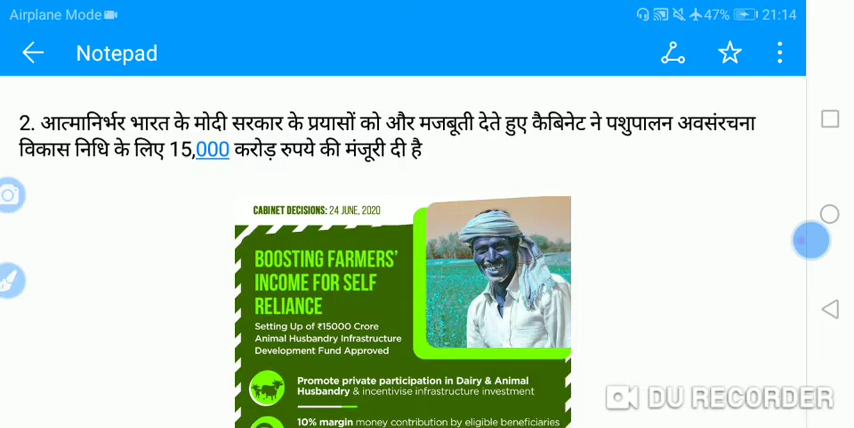 Airplane Mode 47% 21:14
Notepad
2. आत्मानिर्भर भारत के मोदी सरकार के प्रयासों को और मजबूती देते हुए कैबिनेट ने पशुपालन अवसंरचना
विकास निधि के लिए 15,000 करोड़ रुपये की मंजूरी दी है
CABINET DECISIONS: 24 JUNE, 2020
BOOSTING FARMERS'
INCOME FOR SELF
RELIANCE
Setting Up of ₹15000 Crore
Animal Husbandry Infrastructure
Development Fund Approved
Promote private participation in Dairy & Animal
Husbandry & incentivise infrastructure investment
10% margin money contribution by eligible beneficiaries
DU RECORDER